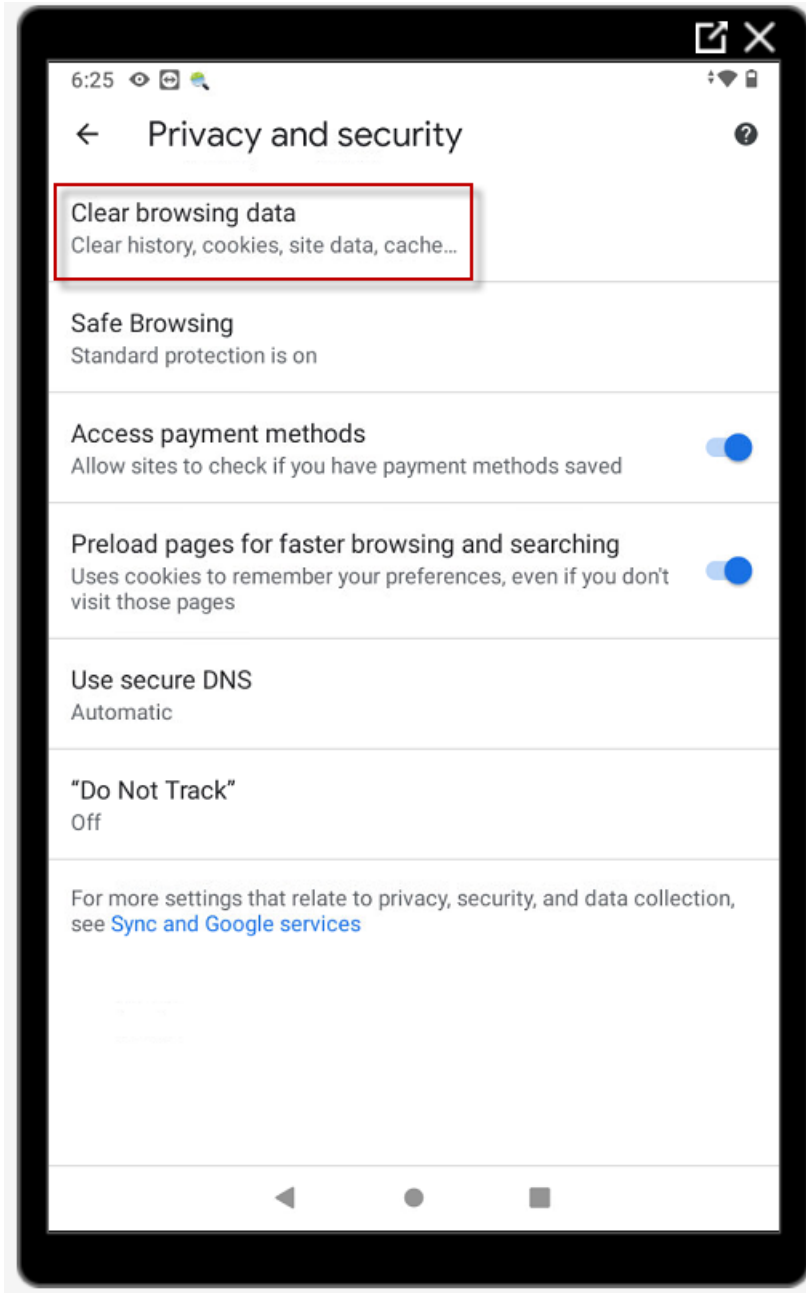 6:25
Privacy and security
Clear browsing data
Clear history, cookies, site data, cache...
Safe Browsing
Standard protection is on
Access payment methods
Allow sites to check if you have payment methods saved
Preload pages for faster browsing and searching
Uses cookies to remember your preferences, even if you don't
visit those pages
Use secure DNS
Automatic
“Do Not Track”
Off
For more settings that relate to privacy, security, and data collection,
see Sync and Google services